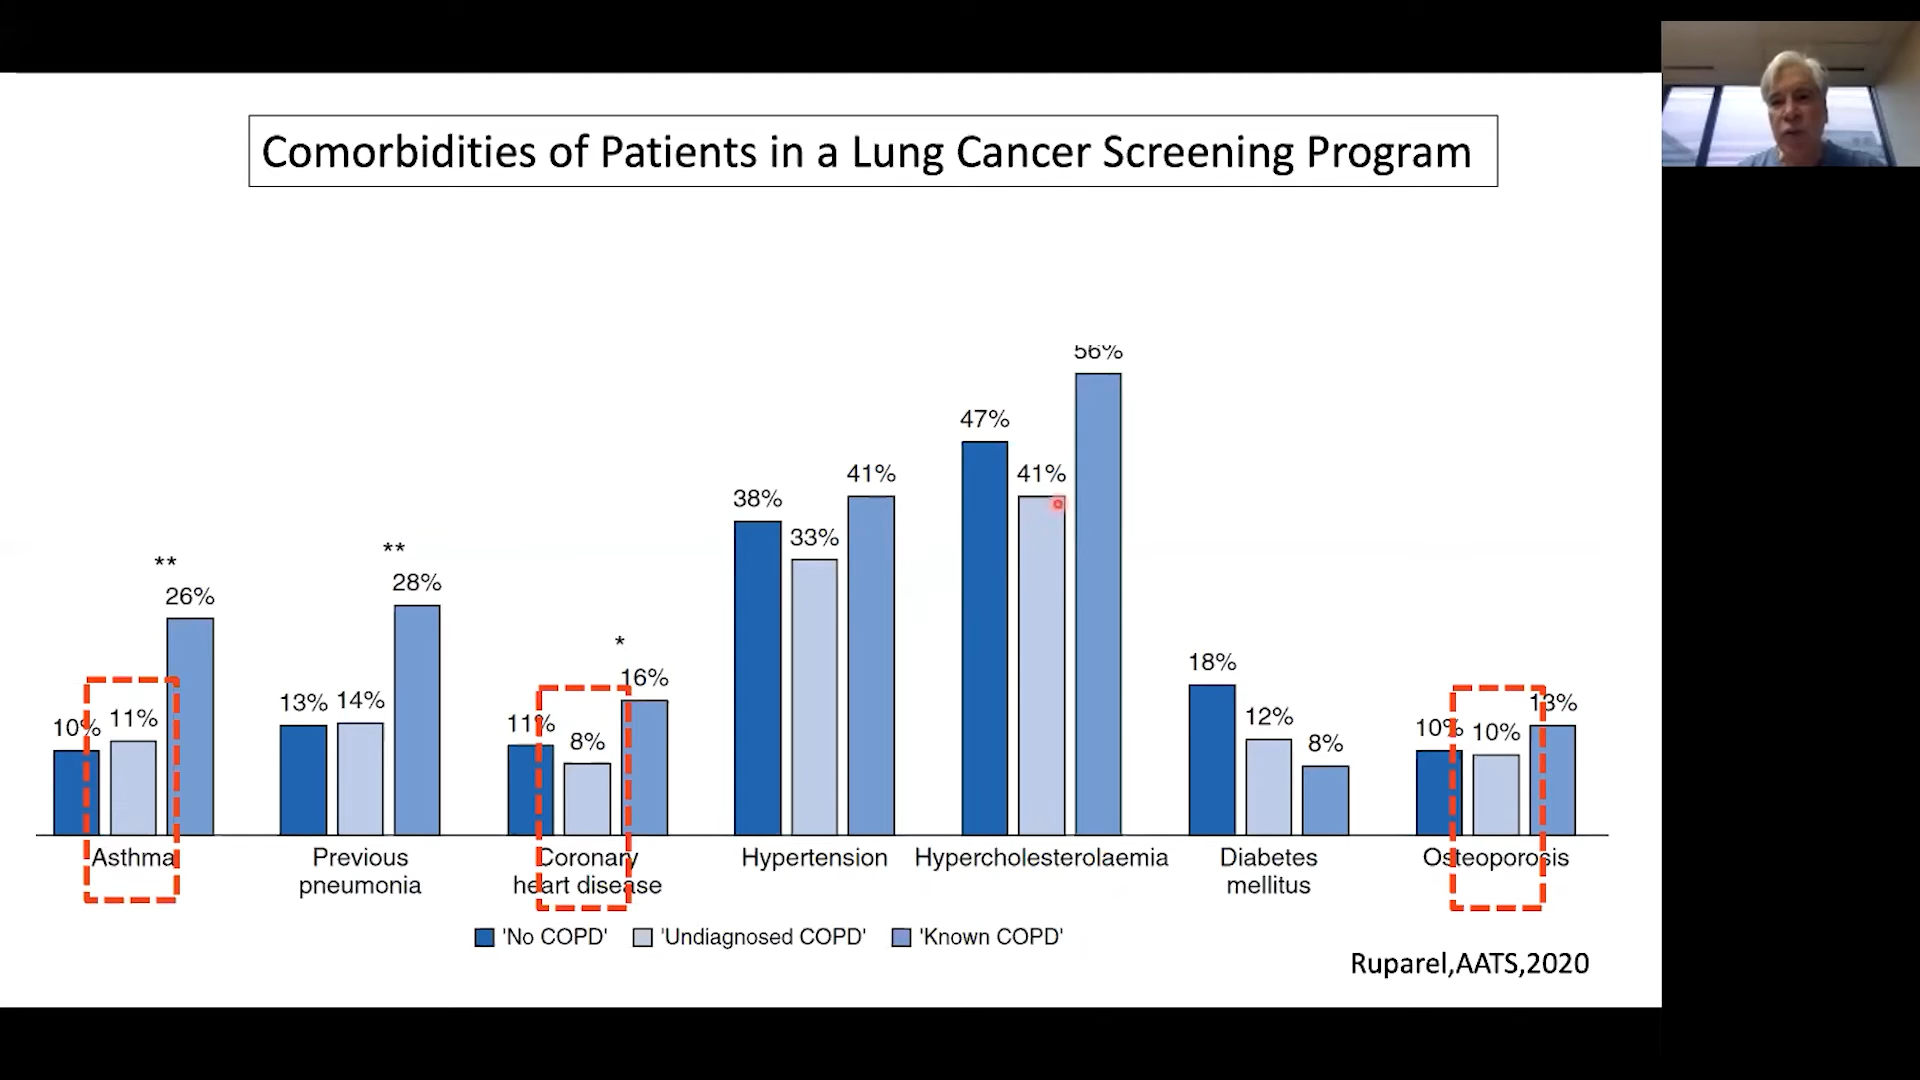 Comorbidities of Patients in a Lung Cancer Screening Program
56%
47%
41%
41%
38%
33%
**
28%
**
26%
*
16%
18%
14%
13%
11%
10%
11%
8%
12%
8%
13%
10%
10%
Asthma
Previous
pneumonia
Coronary
heart disease
Hypertension
Hypercholesterolaemia
Diabetes
mellitus
Osteoporosis
'No COPD' 'Undiagnosed COPD' 'Known COPD'
Ruparel,AATS,2020